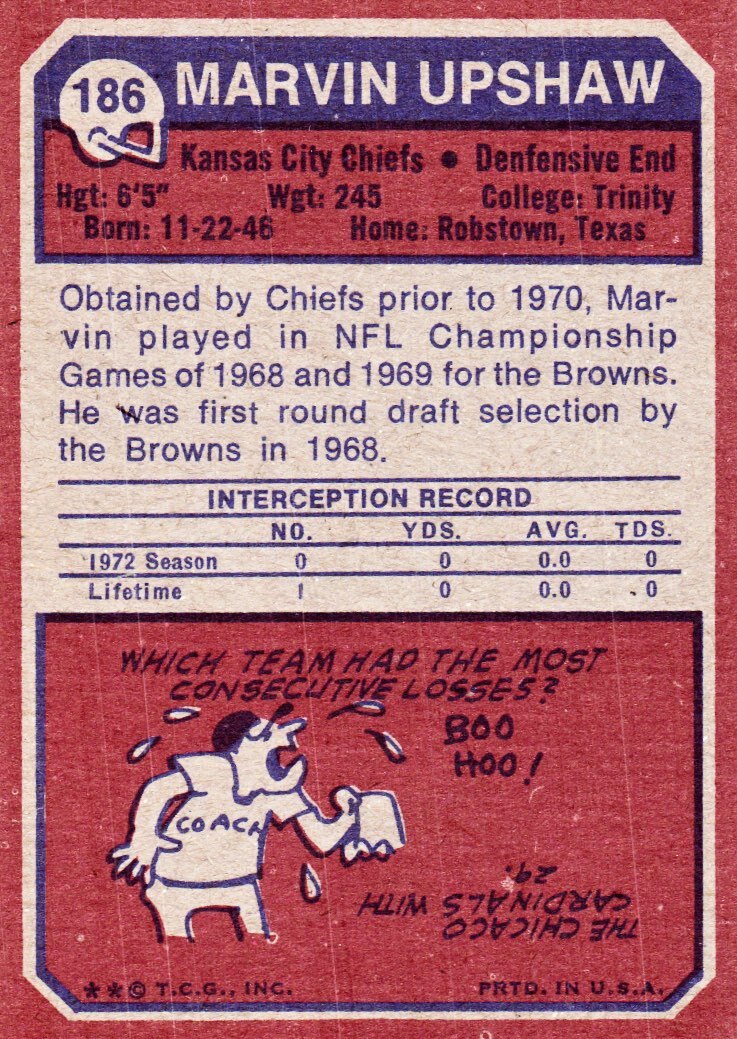 186 MARVIN UPSHAW
Kansas City Chiefs • Denfensive End
Hgt: 6'5" Wgt: 245 College: Trinity
Born: 11-22-46 Home: Robstown, Texas
Obtained by Chiefs prior to 1970, Mar-
vin played in NFL Championship
Games of 1968 and 1969 for the Browns.
He was first round draft selection by
the Browns in 1968.
INTERCEPTION RECORD
NO. YDS. AVG. TDS.
1972 Season 0 0 0.0 0
Lifetime 1 0 0.0 0
WHICH TEAM HAD THE MOST
CONSECUTIVE LOSSES?
BOO
HOO!
COACH
THE CHICAGO
CARDINALS WITH
29.
**© T.C.G., INC. PRTD. IN U.S.A.